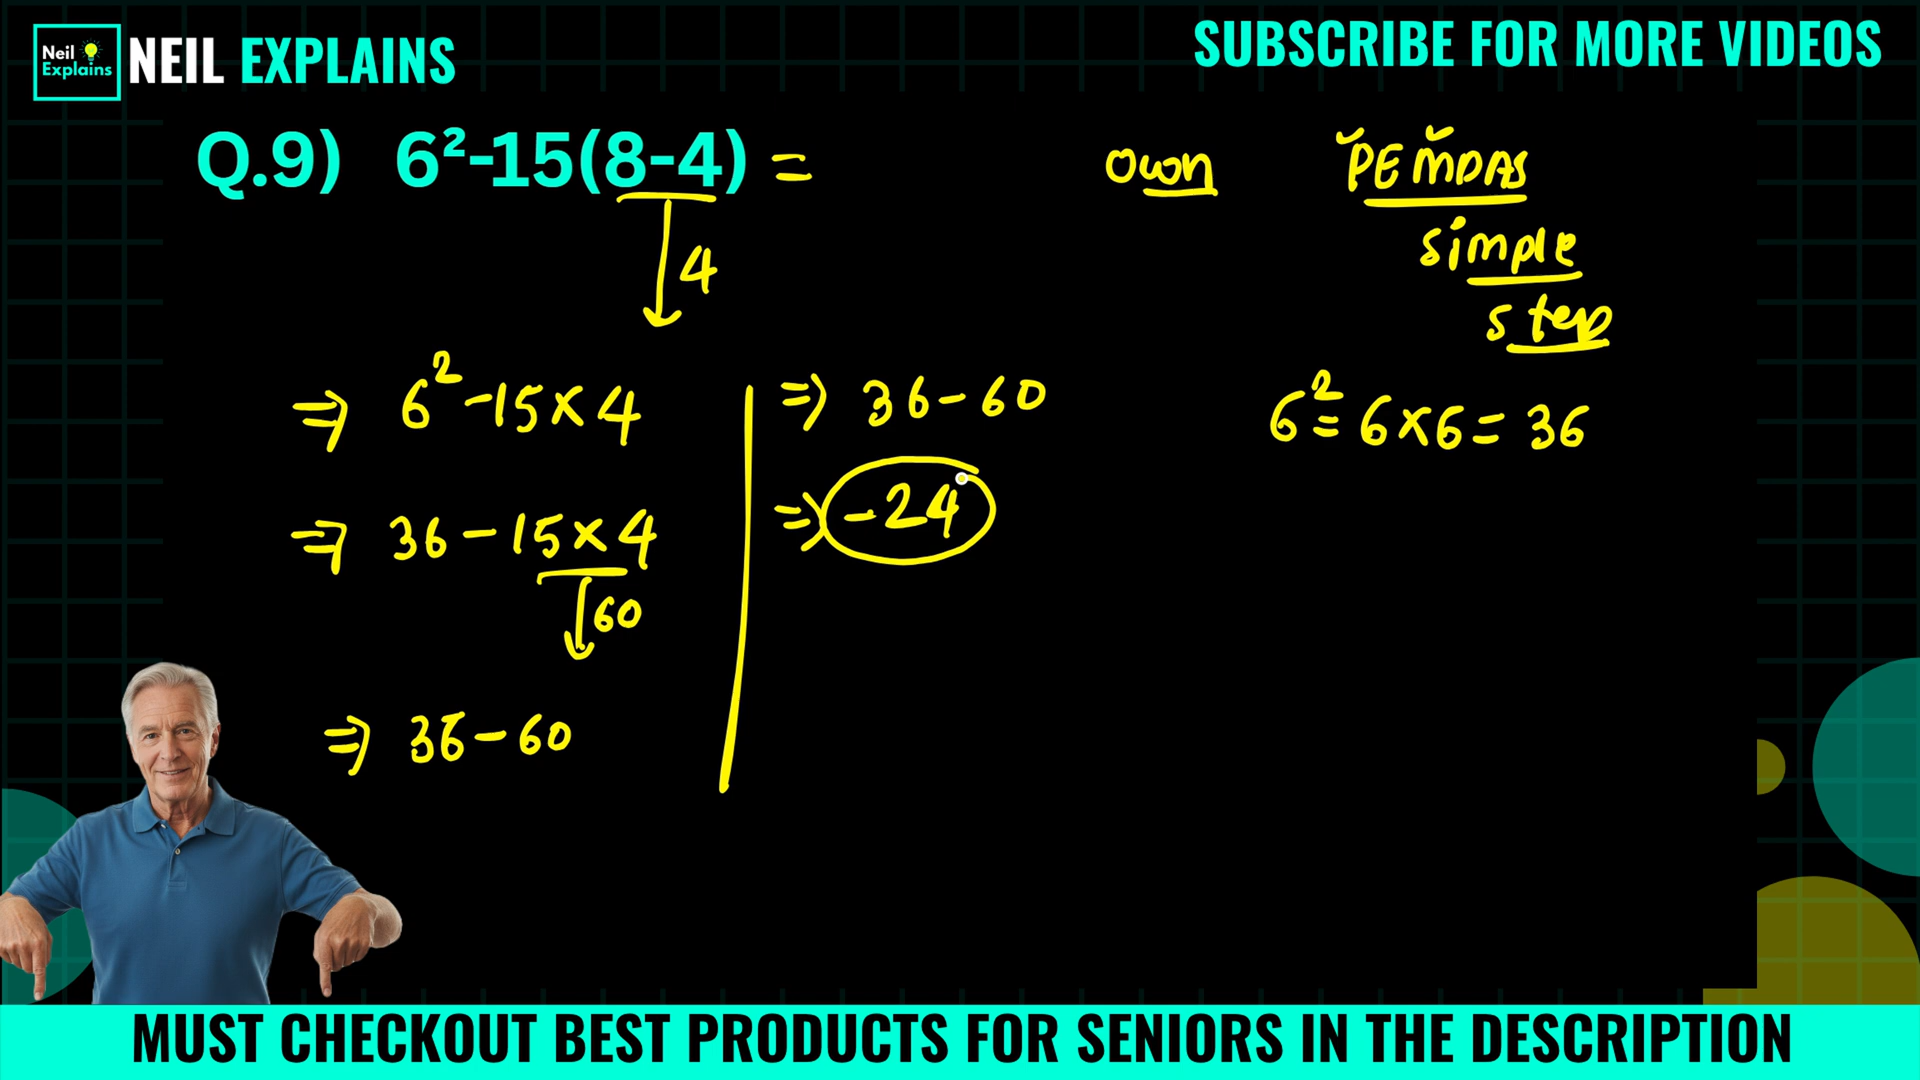 Neil
Explains
NEIL EXPLAINS
SUBSCRIBE FOR MORE VIDEOS
Q.9) 6²-15(8-4) =
4
own
PEMDAS
simple
step
⇒ 6² - 15 × 4
⇒ 36 - 15 × 4
60
⇒ 36 - 60
⇒ 36 - 60
⇒ -24
6² = 6 × 6 = 36
MUST CHECKOUT BEST PRODUCTS FOR SENIORS IN THE DESCRIPTION